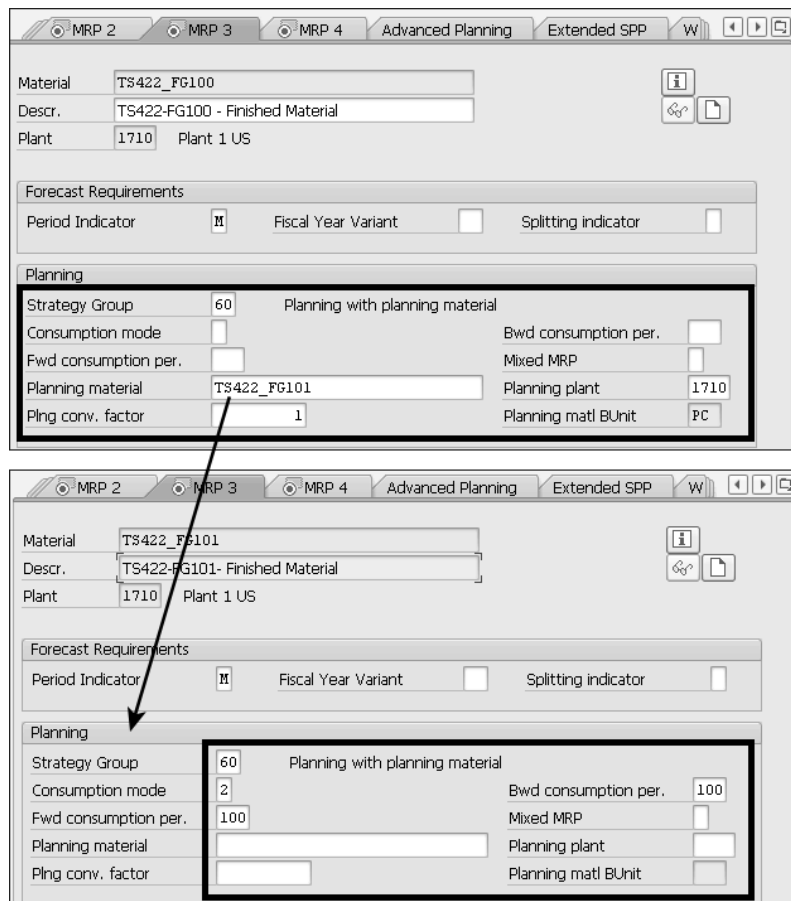 MRP 2 MRP 3 MRP 4 Advanced Planning Extended SPP W
Material TS422_FG100
Descr. TS422-FG100 - Finished Material
Plant 1710 Plant 1 US
Forecast Requirements
Period Indicator M Fiscal Year Variant Splitting indicator
Planning
Strategy Group 60 Planning with planning material
Consumption mode Bwd consumption per.
Fwd consumption per. Mixed MRP
Planning material TS422_FG101 Planning plant 1710
Plng conv. factor 1 Planning matl BUnit PC
MRP 2 MRP 3 MRP 4 Advanced Planning Extended SPP W
Material TS422_FG101
Descr. TS422-FG101- Finished Material
Plant 1710 Plant 1 US
Forecast Requirements
Period Indicator M Fiscal Year Variant Splitting indicator
Planning
Strategy Group 60 Planning with planning material
Consumption mode 2 Bwd consumption per. 100
Fwd consumption per. 100 Mixed MRP
Planning material Planning plant
Plng conv. factor Planning matl BUnit